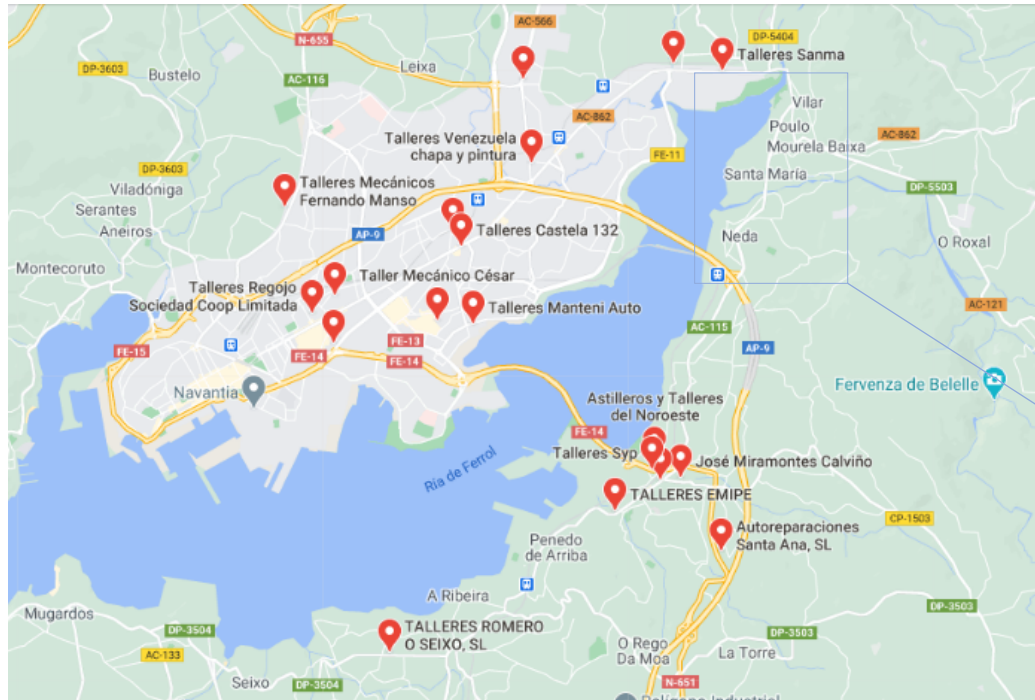 AC-566
N-655
DP-5404
Talleres Sanma
Leixa
DP-3603
Bustelo
AC-116
Vilar
AC-862
Poulo
AC-862
Talleres Venezuela
chapa y pintura
Mourela Baixa
FE-11
DP-3603
Santa María
Viladóniga
Talleres Mecánicos
Fernando Manso
DP-5503
Serantes
Aneiros
AP-9
Talleres Castela 132
Neda
O Roxal
Montecoruto
Taller Mecánico César
Talleres Regojo
Sociedad Coop Limitada
Talleres Manteni Auto
AC-121
AC-115
FE-15
FE-14
FE-13
FE-14
AP-9
Navantia
Fervenza de Belelle
Astilleros y Talleres
del Noroeste
FE-14
Talleres Syp
José Miramontes Calviño
Ría de Ferrol
TALLERES EMIPE
CP-1503
Autoreparaciones
Santa Ana, SL
Penedo
de Arriba
A Ribeira
Mugardos
DP-3503
TALLERES ROMERO
O SEIXO, SL
DP-3504
DP-3503
O Rego
Da Moa
La Torre
AC-133
Seixo
DP-3504
N-651
Polígono Industrial